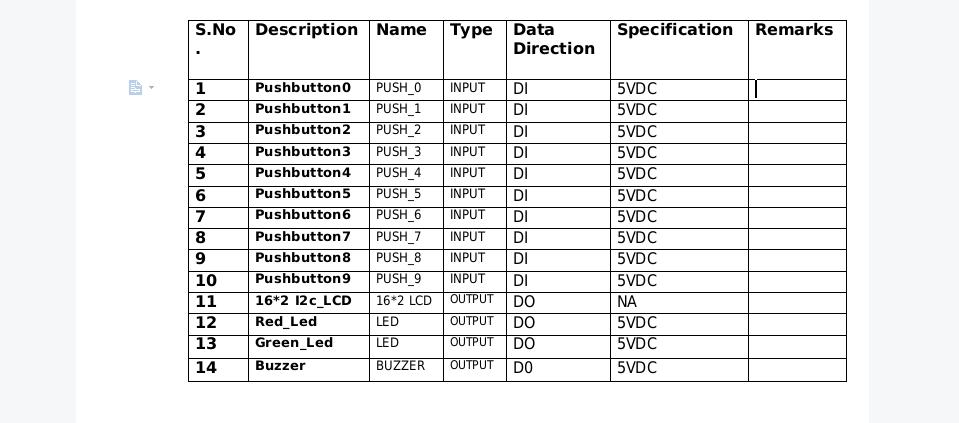 S.No. Description Name Type Data Direction Specification Remarks
1 Pushbutton0 PUSH_0 INPUT DI 5VDC
2 Pushbutton1 PUSH_1 INPUT DI 5VDC
3 Pushbutton2 PUSH_2 INPUT DI 5VDC
4 Pushbutton3 PUSH_3 INPUT DI 5VDC
5 Pushbutton4 PUSH_4 INPUT DI 5VDC
6 Pushbutton5 PUSH_5 INPUT DI 5VDC
7 Pushbutton6 PUSH_6 INPUT DI 5VDC
8 Pushbutton7 PUSH_7 INPUT DI 5VDC
9 Pushbutton8 PUSH_8 INPUT DI 5VDC
10 Pushbutton9 PUSH_9 INPUT DI 5VDC
11 16*2 I2c_LCD 16*2 LCD OUTPUT DO NA
12 Red_Led LED OUTPUT DO 5VDC
13 Green_Led LED OUTPUT DO 5VDC
14 Buzzer BUZZER OUTPUT D0 5VDC